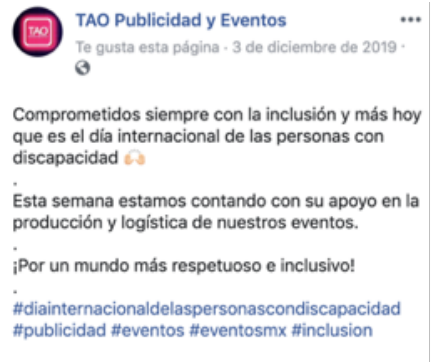 TAO
TAO Publicidad y Eventos
Te gusta esta página · 3 de diciembre de 2019 ·
Comprometidos siempre con la inclusión y más hoy
que es el día internacional de las personas con
discapacidad 🙌🏻
.
Esta semana estamos contando con su apoyo en la
producción y logística de nuestros eventos.
.
¡Por un mundo más respetuoso e inclusivo!
.
#diainternacionaldelaspersonascondiscapacidad
#publicidad #eventos #eventosmx #inclusion